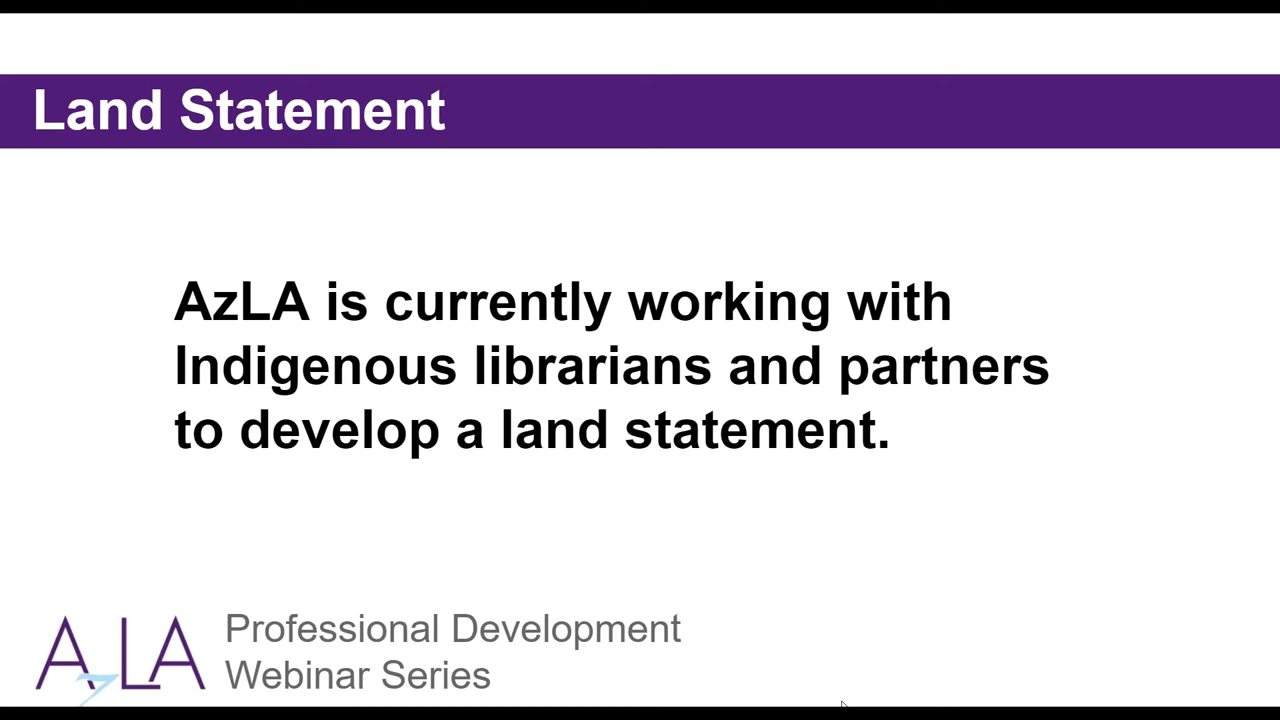 Land Statement
AzLA is currently working with
Indigenous librarians and partners
to develop a land statement.
AzLA
Professional Development
Webinar Series